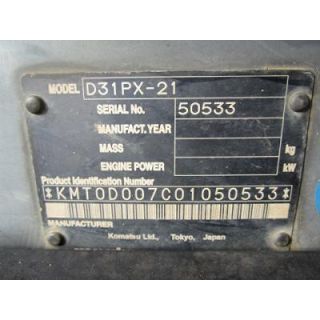 MODEL D31PX-21
SERIAL No. 50533
MANUFACT. YEAR
MASS kg
ENGINE POWER kW
Product Identification Number
*KMT0D007C01050533*
MANUFACTURER
Komatsu Ltd., Tokyo, Japan